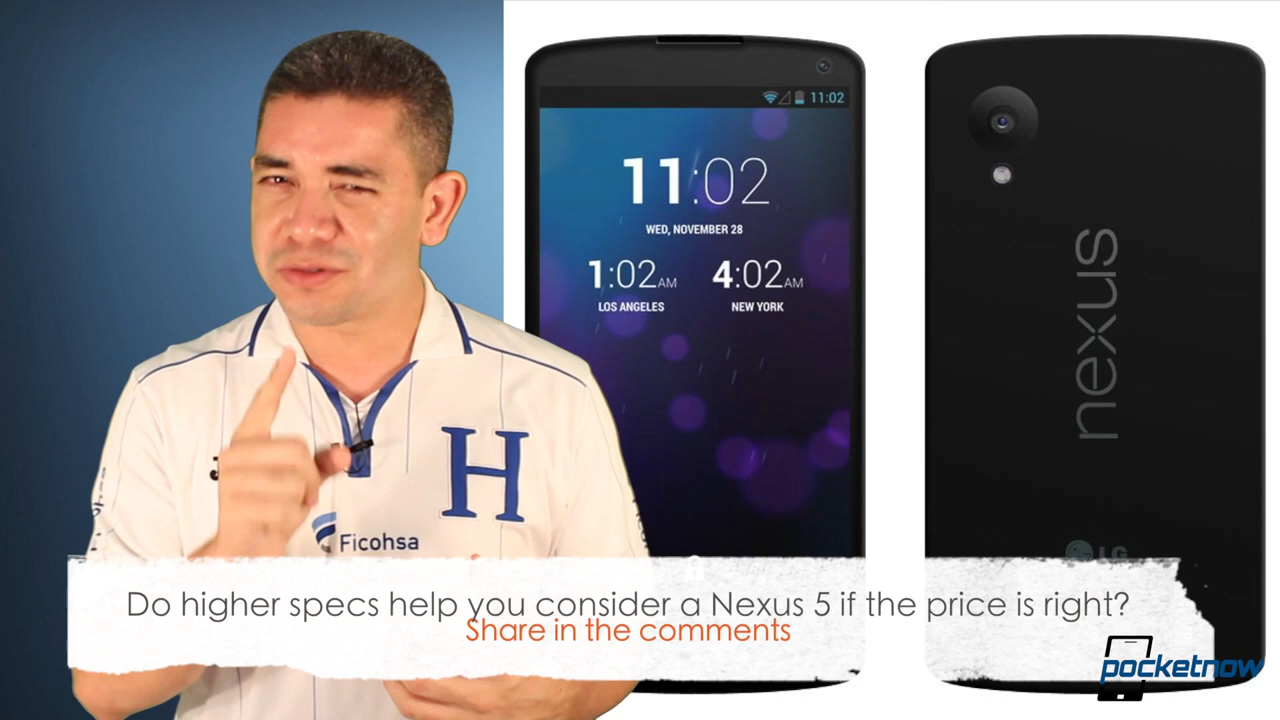 11:02
11:02
WED, NOVEMBER 28
1:02AM
4:02AM
LOS ANGELES
NEW YORK
nexus
LG
H
Ficohsa
Do higher specs help you consider a Nexus 5 if the price is right?
Share in the comments
pocketnow